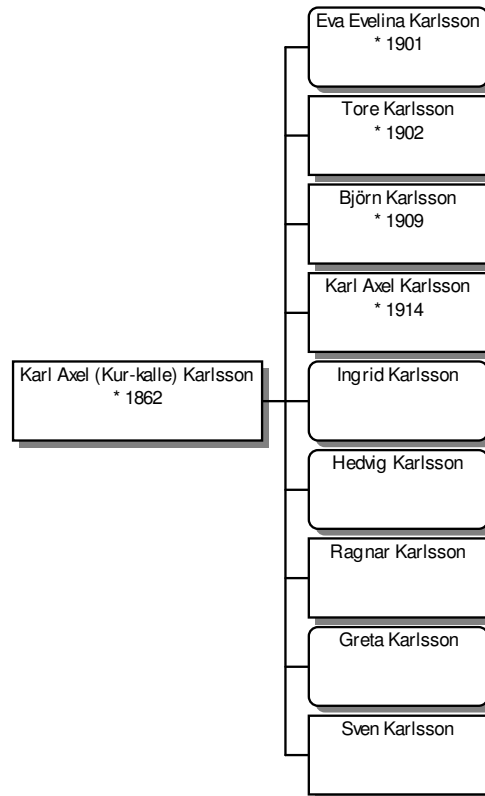 Eva Evelina Karlsson
* 1901
Tore Karlsson
* 1902
Björn Karlsson
* 1909
Karl Axel Karlsson
* 1914
Karl Axel (Kur-kalle) Karlsson
* 1862
Ingrid Karlsson
Hedvig Karlsson
Ragnar Karlsson
Greta Karlsson
Sven Karlsson